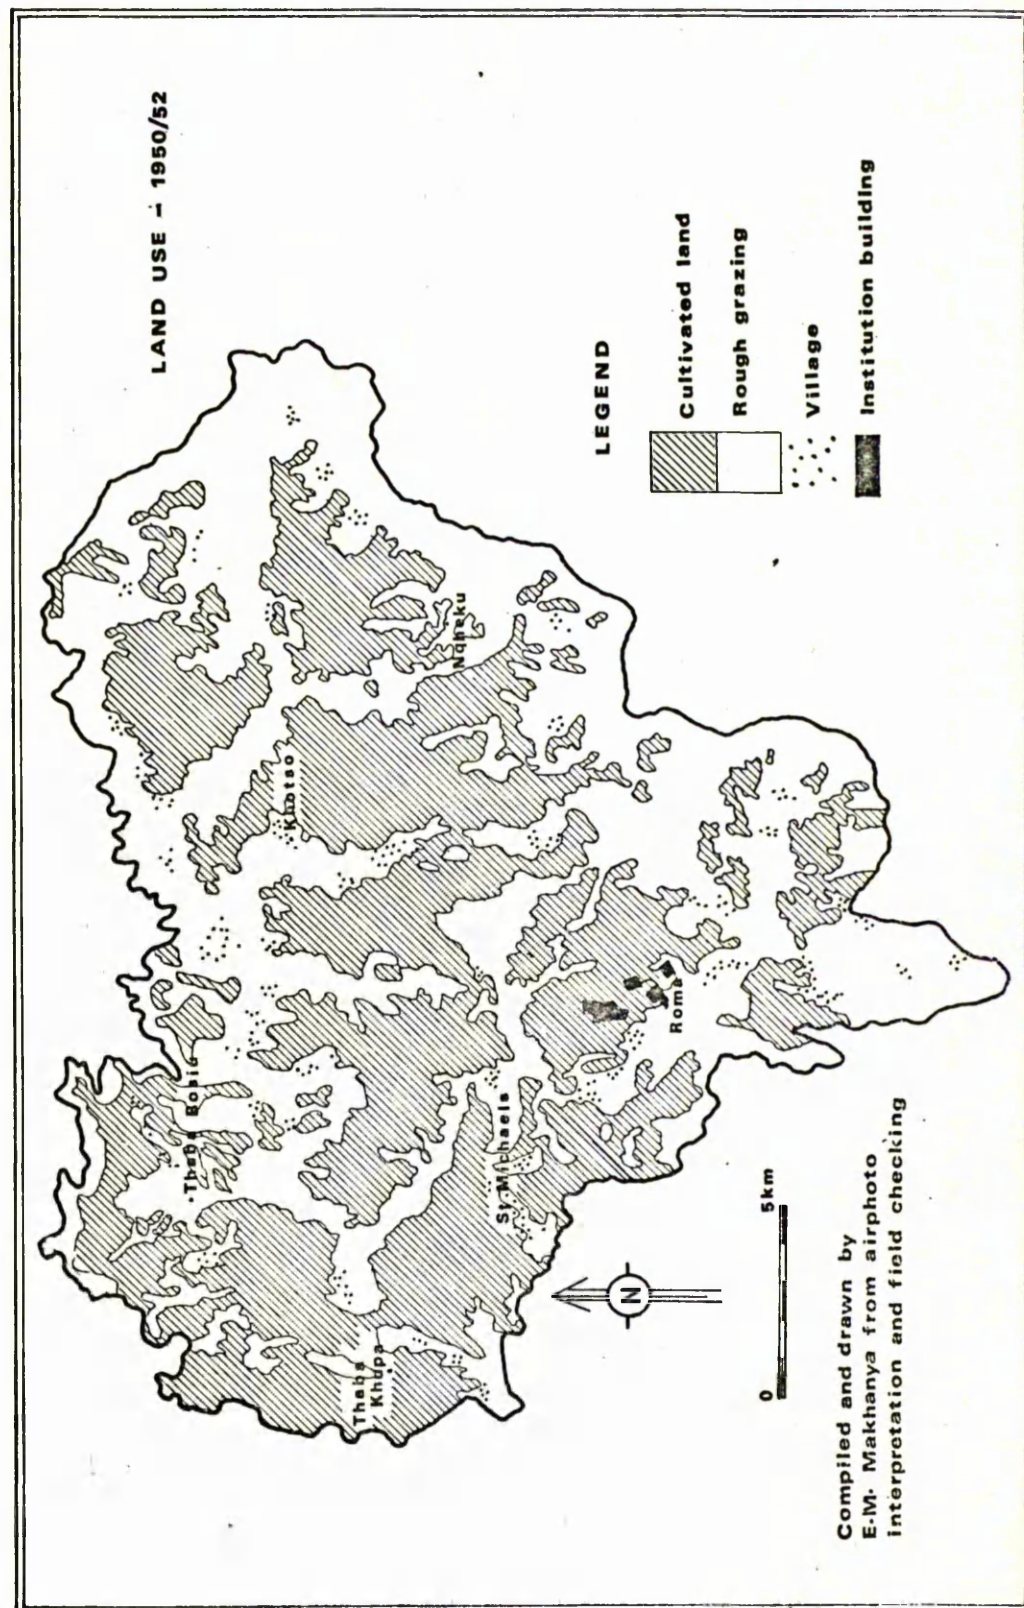 LAND USE - 1950/52
Thaba Bosiu
Khotso
Thaba
Khupa
St Michaels
Nqheku
Roma
LEGEND
Cultivated land
Rough grazing
Village
Institution building
N
0 5km
Compiled and drawn by
E·M· Makhanya from airphoto
interpretation and field checking